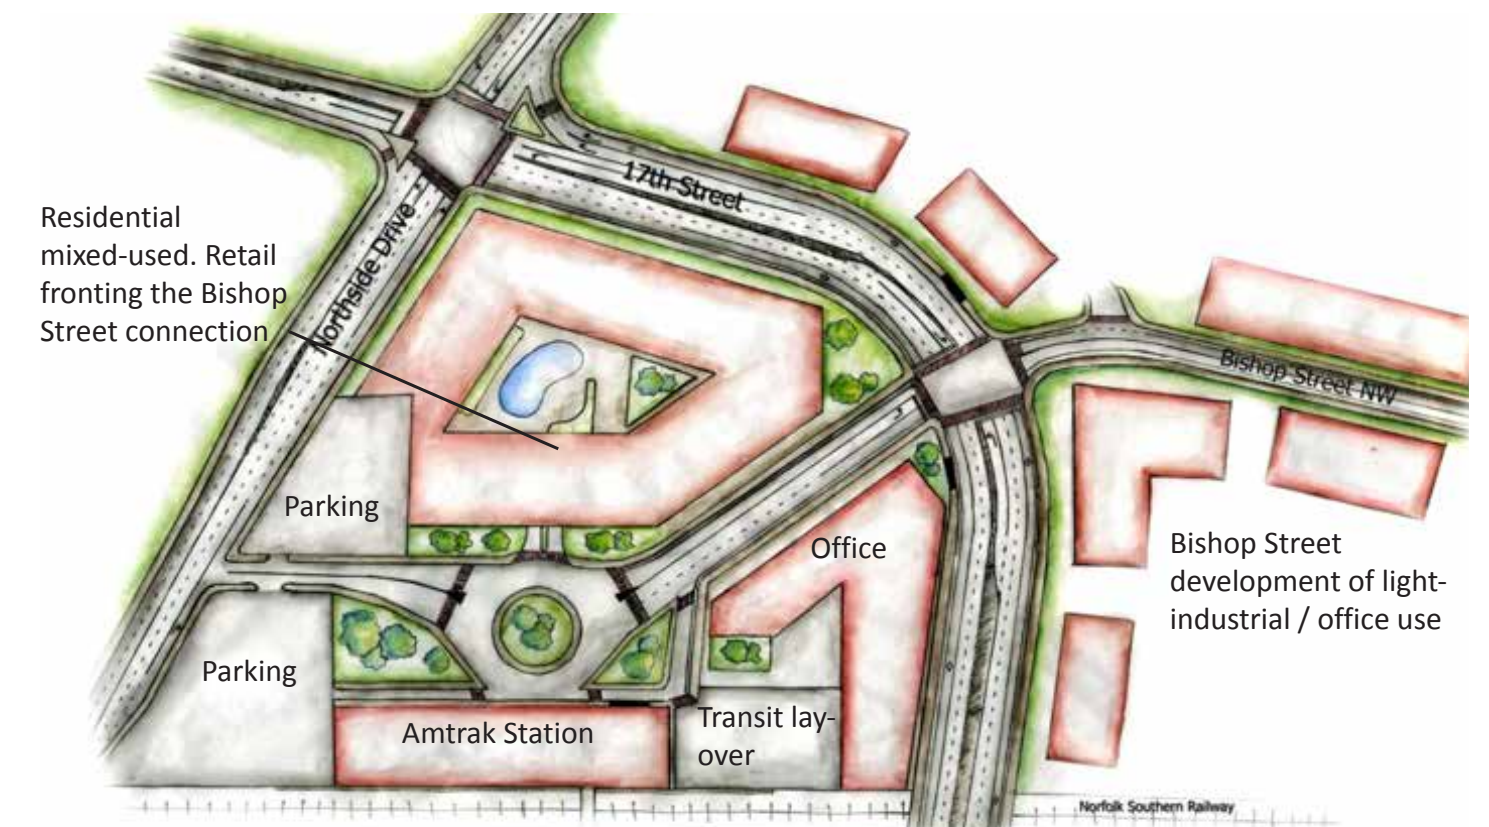 17th Street
Northside Drive
Residential
mixed-used. Retail
fronting the Bishop
Street connection
Bishop Street NW
Parking
Office
Bishop Street
development of light-
industrial / office use
Parking
Amtrak Station
Transit lay-
over
Norfolk Southern Railway